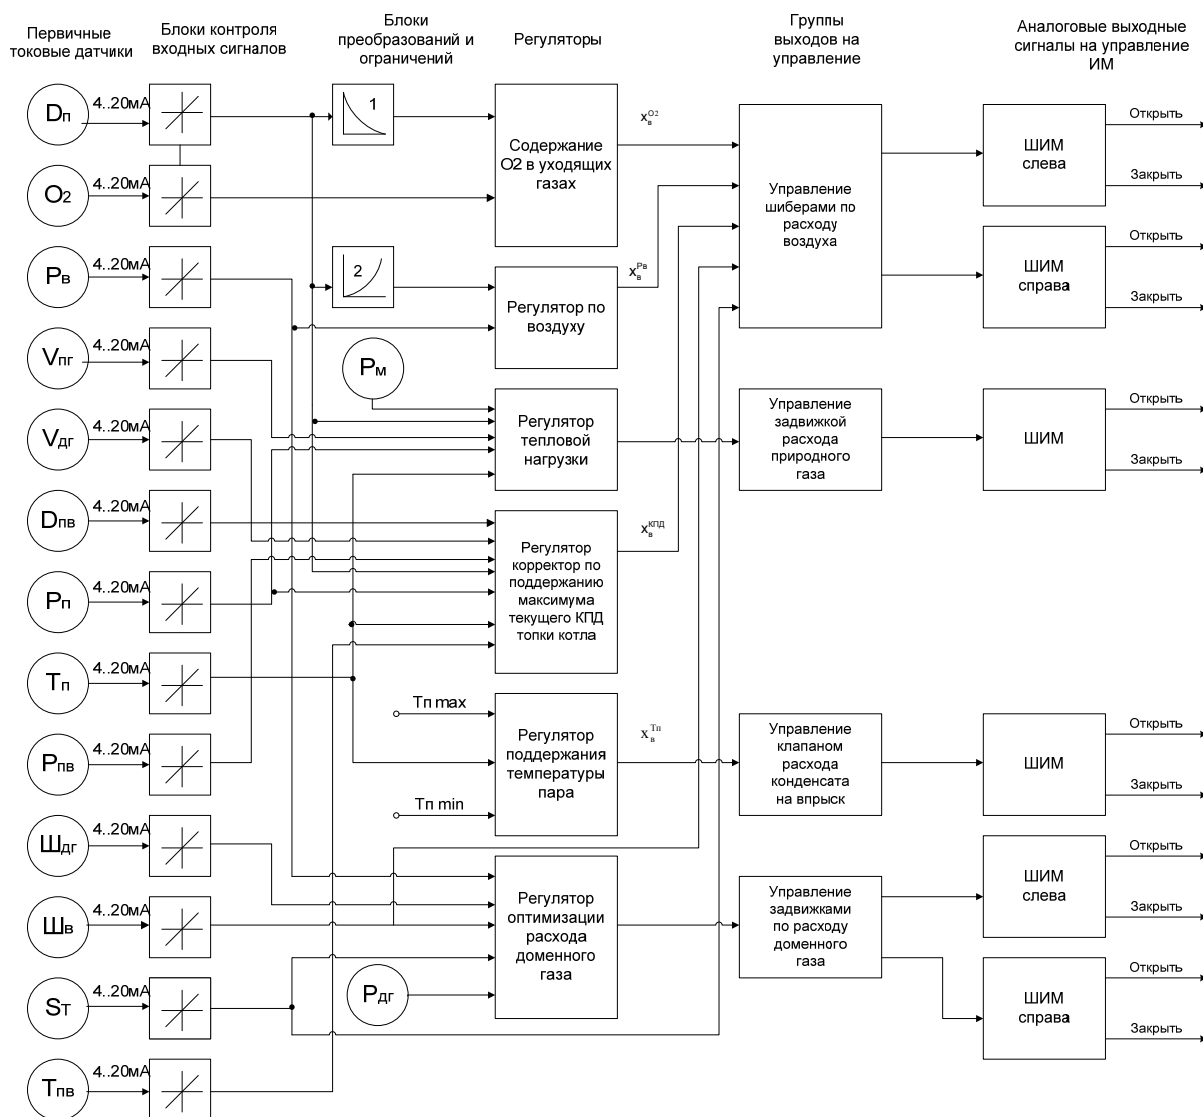 Первичные
токовые датчики
Блоки контроля
входных сигналов
Блоки
преобразований и
ограничений
Регуляторы
Группы
выходов на
управление
Аналоговые выходные
сигналы на управление
ИМ
Dп
4..20мА
O2
4..20мА
Pв
4..20мА
Vпг
4..20мА
Vдг
4..20мА
Dпв
4..20мА
Pп
4..20мА
Tп
4..20мА
Pпв
4..20мА
Шдг
4..20мА
Шв
4..20мА
SТ
4..20мА
Tпв
4..20мА
1
2
Pм
Tп max
Tп min
Pдг
Содержание
О2 в уходящих
газах
Регулятор по
воздуху
Регулятор
тепловой
нагрузки
Регулятор
корректор по
поддержанию
максимума
текущего КПД
топки котла
Регулятор
поддержания
температуры
пара
Регулятор
оптимизации
расхода
доменного
газа
xвO2
xвPв
xвКПД
xвTп
Управление
шиберами по
расходу
воздуха
Управление
задвижкой
расхода
природного
газа
Управление
клапаном
расхода
конденсата
на впрыск
Управление
задвижками
по расходу
доменного
газа
ШИМ
слева
Открыть
Закрыть
ШИМ
справа
Открыть
Закрыть
ШИМ
Открыть
Закрыть
ШИМ
Открыть
Закрыть
ШИМ
слева
Открыть
Закрыть
ШИМ
справа
Открыть
Закрыть